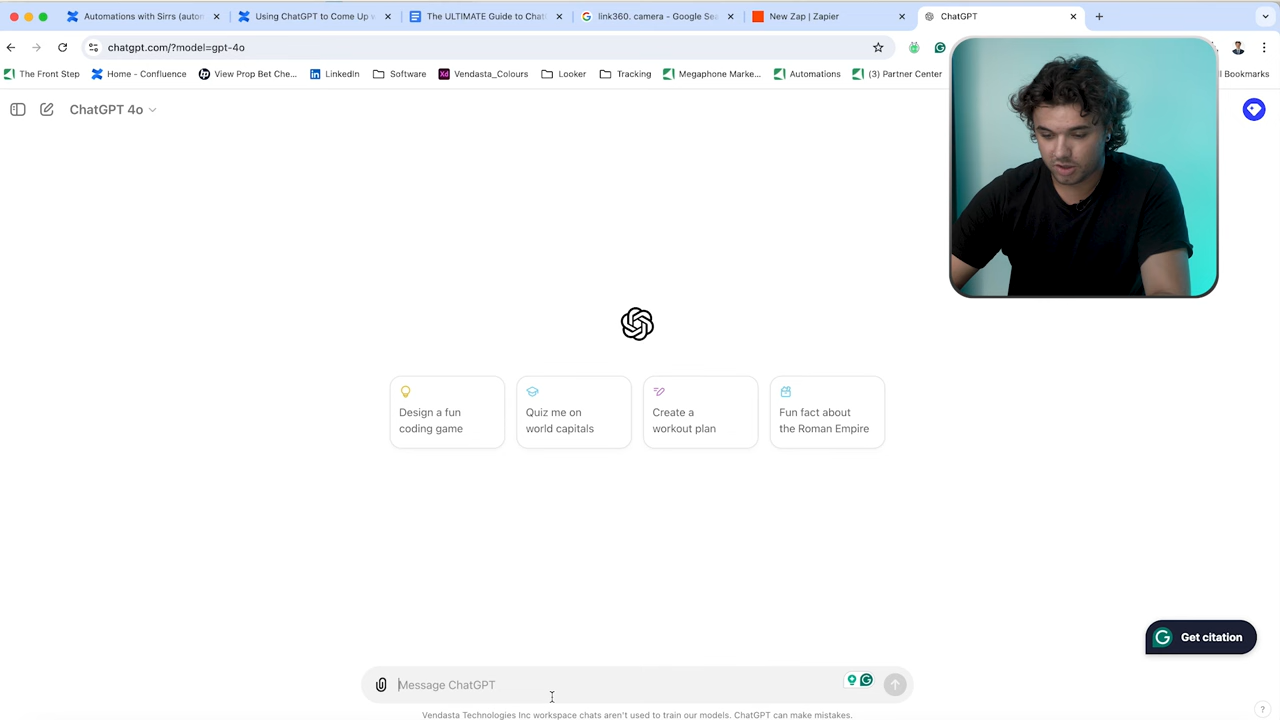 Automations with Sirrs (auton
Using ChatGPT to Come Up
The ULTIMATE Guide to Chat
link360. camera - Google Sea
New Zap | Zapier
ChatGPT
chatgpt.com/?model=gpt-4o
The Front Step
Home - Confluence
View Prop Bet Che...
LinkedIn
Software
Vendasta_Colours
Looker
Tracking
Megaphone Marke...
Automations
(3) Partner Center
Bookmarks
ChatGPT 4o
Design a fun
coding game
Quiz me on
world capitals
Create a
workout plan
Fun fact about
the Roman Empire
Get citation
Message ChatGPT
Vendasta Technologies Inc workspace chats aren't used to train our models. ChatGPT can make mistakes.
?